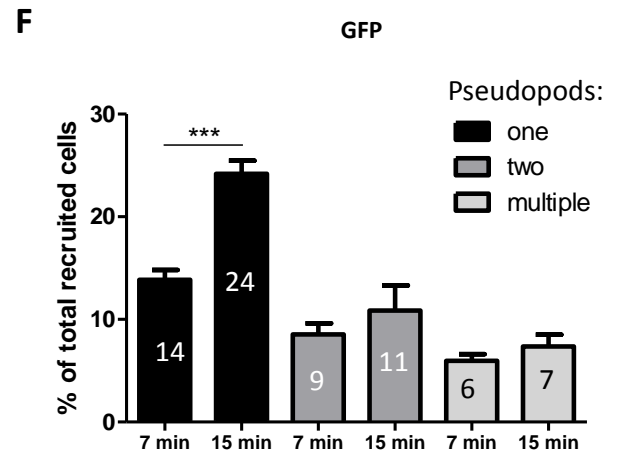 F
GFP
Pseudopods:
one
two
multiple
% of total recruited cells
30
20
10
0
***
14
24
9
11
6
7
7 min 15 min 7 min 15 min 7 min 15 min